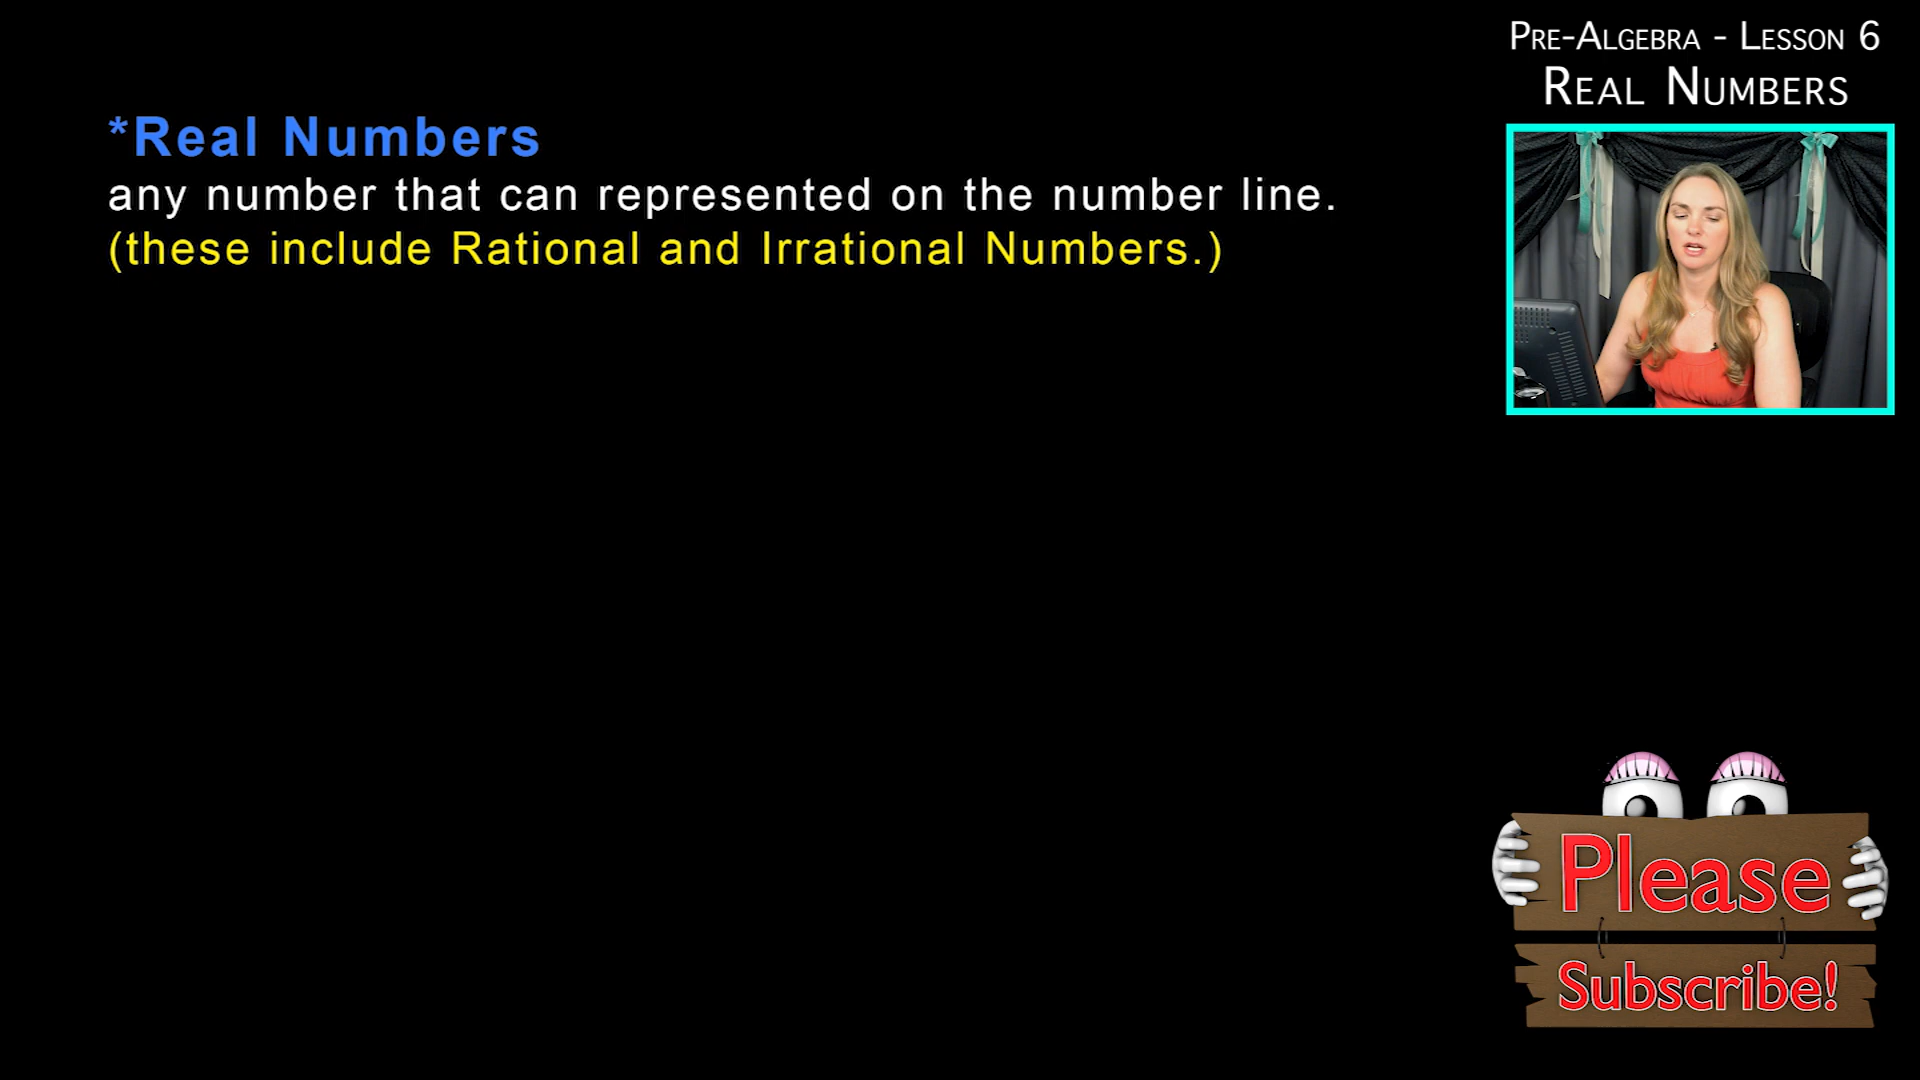 Pre-Algebra - Lesson 6
Real Numbers
*Real Numbers
any number that can represented on the number line.
(these include Rational and Irrational Numbers.)
Please
Subscribe!